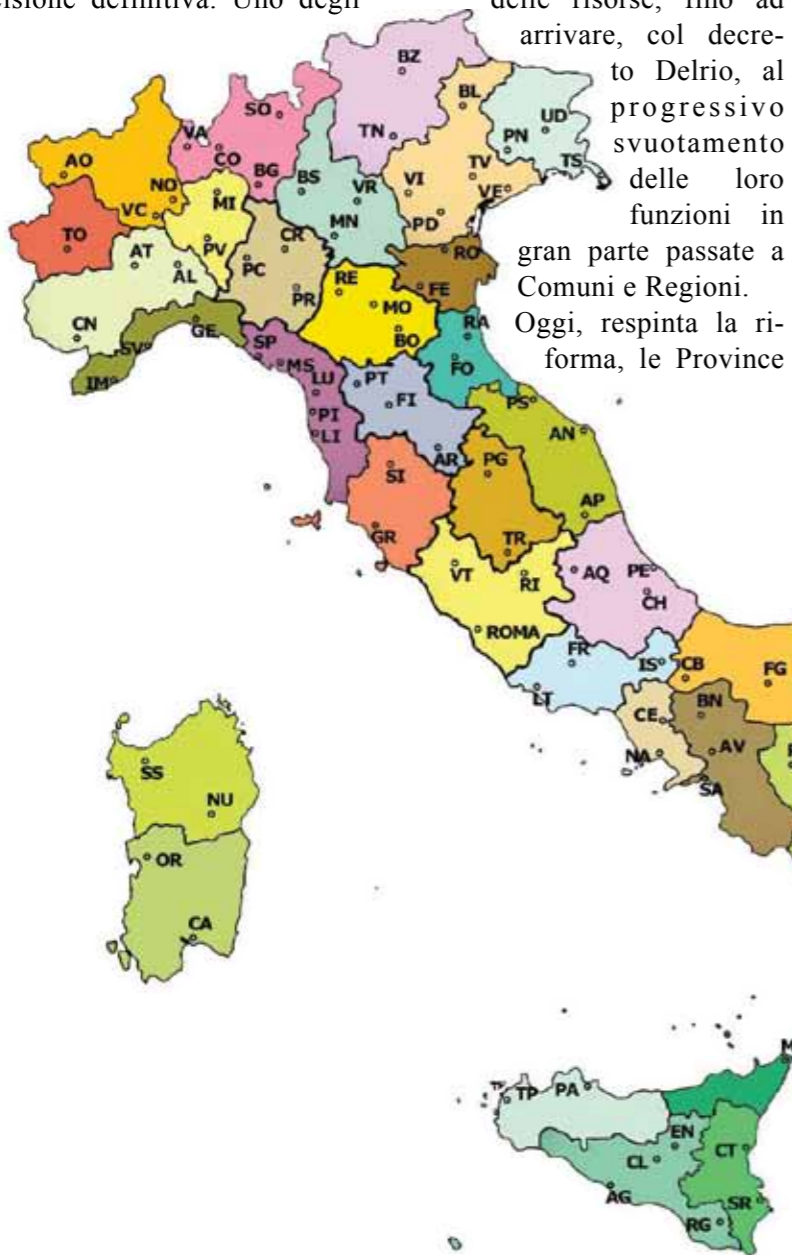 cisione definitiva. Uno degli
delle risorse, fino ad
arrivare, col decre-
to Delrio, al
progressivo
svuotamento
delle loro
funzioni in
gran parte passate a
Comuni e Regioni.
Oggi, respinta la ri-
forma, le Province
BZ
SO
BL
VA
TN
UD
PN
AO
CO
TV
TS
BG
BS
VI
VE
NO
MI
VR
VC
PD
TO
MN
AT
PV
CR
RO
AL
PC
RE
FE
PR
MO
CN
GE
BO
RA
SV
SP
FO
IM
MS
LU
PT
PI
FI
PS
LI
AN
AR
SI
PG
AP
GR
TR
VT
RI
AQ
PE
CH
ROMA
FR
IS
CB
FG
LT
CE
BN
NA
AV
SA
SS
NU
OR
CA
M
TP
PA
EN
CL
CT
AG
SR
RG